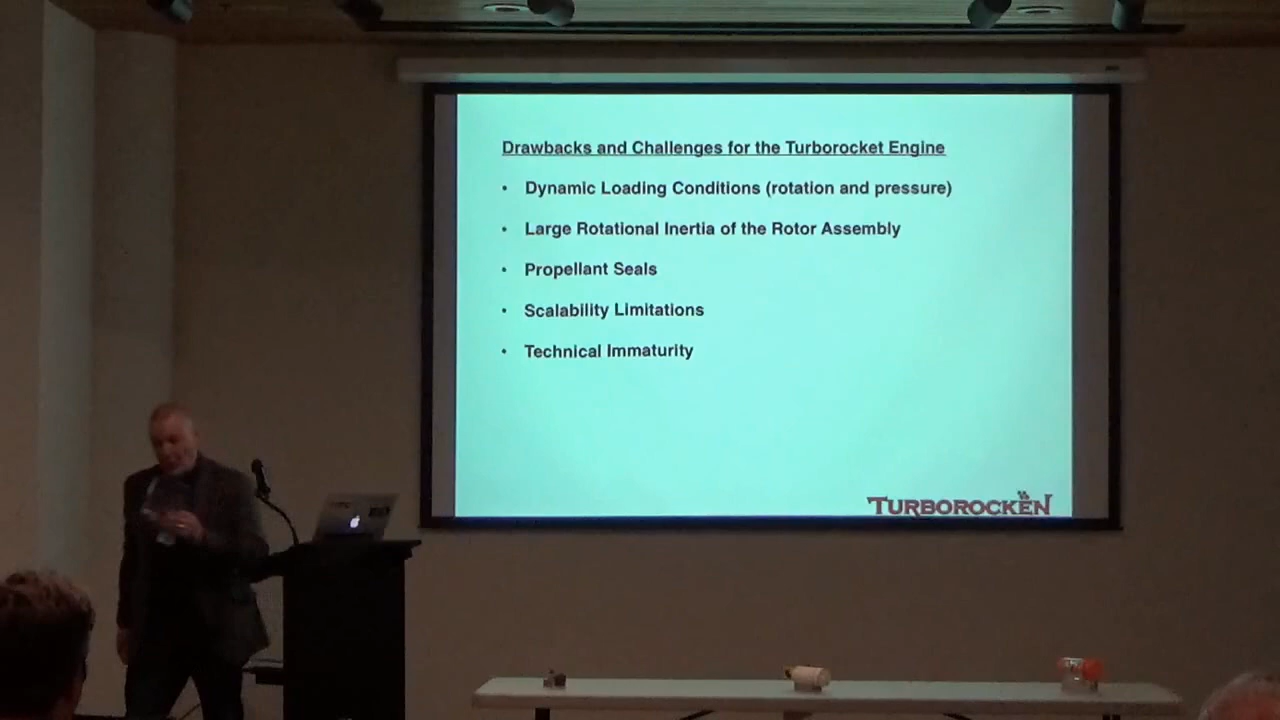 Drawbacks and Challenges for the Turborocket Engine
• Dynamic Loading Conditions (rotation and pressure)
• Large Rotational Inertia of the Rotor Assembly
• Propellant Seals
• Scalability Limitations
• Technical Immaturity
TURBOROCKËN